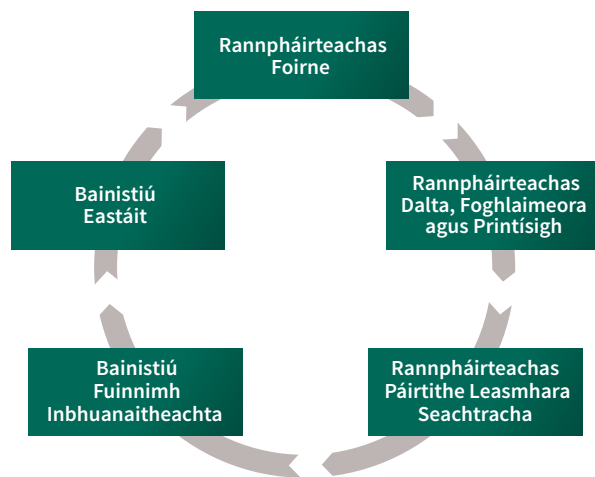 Rannpháirteachas
Foirne
Rannpháirteachas
Dalta, Foghlaimeora
agus Printísigh
Rannpháirteachas
Páirtithe Leasmhara
Seachtracha
Bainistiú
Fuinnimh
Inbhuanaitheachta
Bainistiú
Eastáit